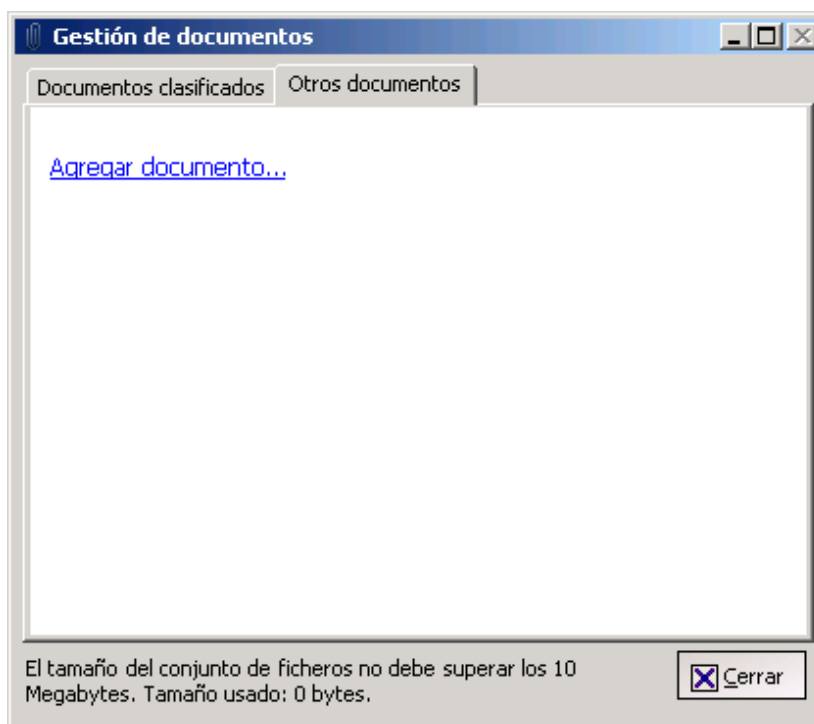 Gestión de documentos
Documentos clasificados
Otros documentos
Agregar documento...
El tamaño del conjunto de ficheros no debe superar los 10
Megabytes. Tamaño usado: 0 bytes.
Cerrar